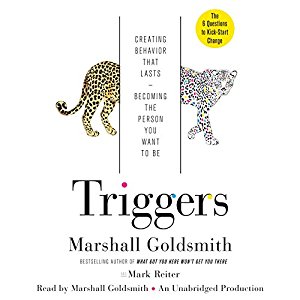 The
6 Questions
to Kick-Start
Change
CREATING
BEHAVIOR
THAT
LASTS
–
BECOMING
THE
PERSON
YOU
WANT
TO BE
Triggers
Marshall Goldsmith
BESTSELLING AUTHOR OF WHAT GOT YOU HERE WON'T GET YOU THERE
AND Mark Reiter
Read by Marshall Goldsmith • An Unabridged Production